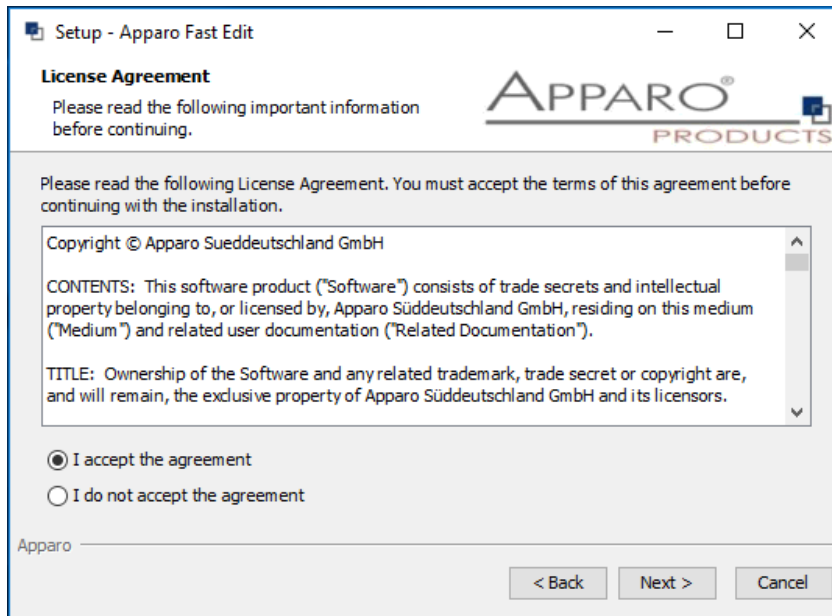 Setup - Apparo Fast Edit
License Agreement
Please read the following important information
before continuing.
APPARO®
PRODUCTS
Please read the following License Agreement. You must accept the terms of this agreement before
continuing with the installation.
Copyright © Apparo Sueddeutschland GmbH
CONTENTS:  This software product ("Software") consists of trade secrets and intellectual
property belonging to, or licensed by, Apparo Süddeutschland GmbH, residing on this medium
("Medium") and related user documentation ("Related Documentation").
TITLE:  Ownership of the Software and any related trademark, trade secret or copyright are,
and will remain, the exclusive property of Apparo Süddeutschland GmbH and its licensors.
I accept the agreement
I do not accept the agreement
Apparo
< Back Next > Cancel